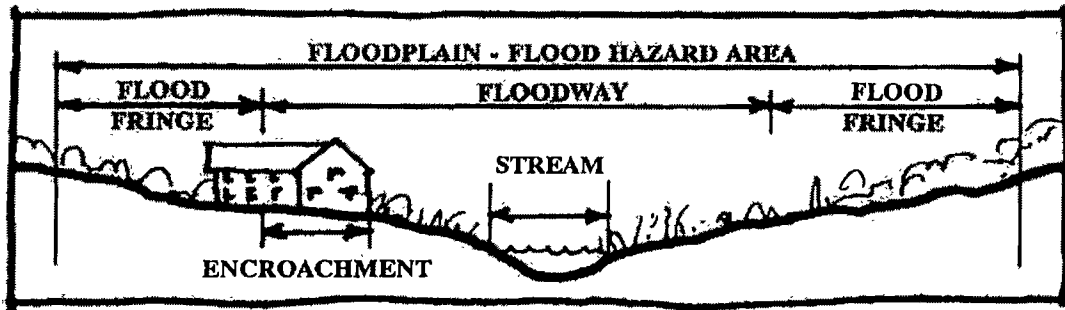 FLOODPLAIN - FLOOD HAZARD AREA
FLOOD
FRINGE
FLOODWAY
FLOOD
FRINGE
STREAM
ENCROACHMENT